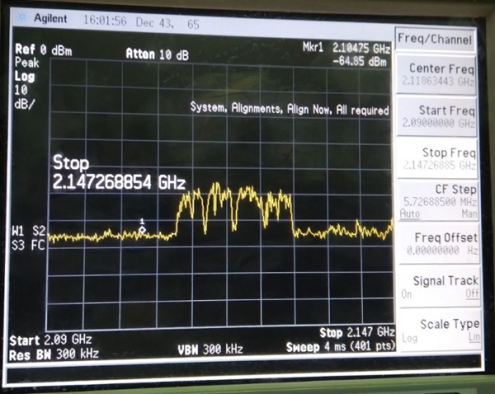 Agilent 16:01:56 Dec 43, 65
Freq/Channel
Ref 0 dBm Atten 10 dB Mkr1 2.10475 GHz
-64.85 dBm
Peak
Log
10
dB/
System, Alignments, Align Now, All required
Stop
2.147268854 GHz
1
W1 S2
S3 FC
Start 2.09 GHz Stop 2.147 GHz
Res BW 300 kHz VBW 300 kHz Sweep 4 ms (401 pts)
Center Freq
2.11863443 GHz
Start Freq
2.09000000 GHz
Stop Freq
2.14726885 GHz
CF Step
5.72688500 MHz
Auto Man
Freq Offset
0.00000000 Hz
Signal Track
On Off
Scale Type
Log Lin